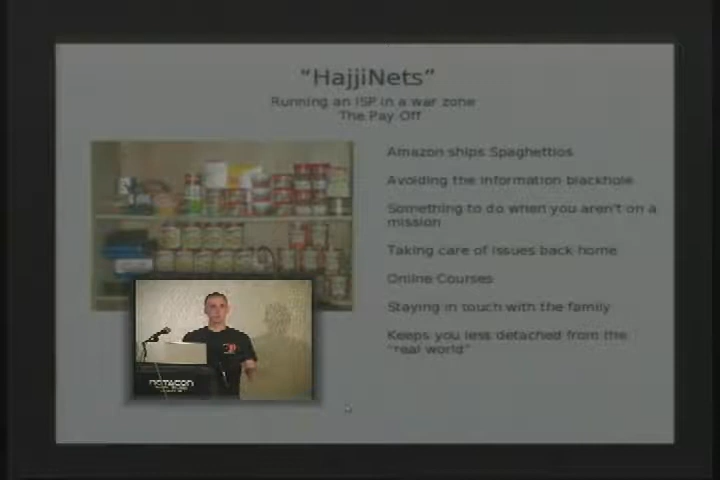 "HajjiNets"
Running an ISP in a war zone
The Pay Off
Amazon ships Spaghettios
Avoiding the information blackhole
Something to do when you aren't on a
mission
Taking care of issues back home
Online Courses
Staying in touch with the family
Keeps you less detached from the
"real world"
NOTACON